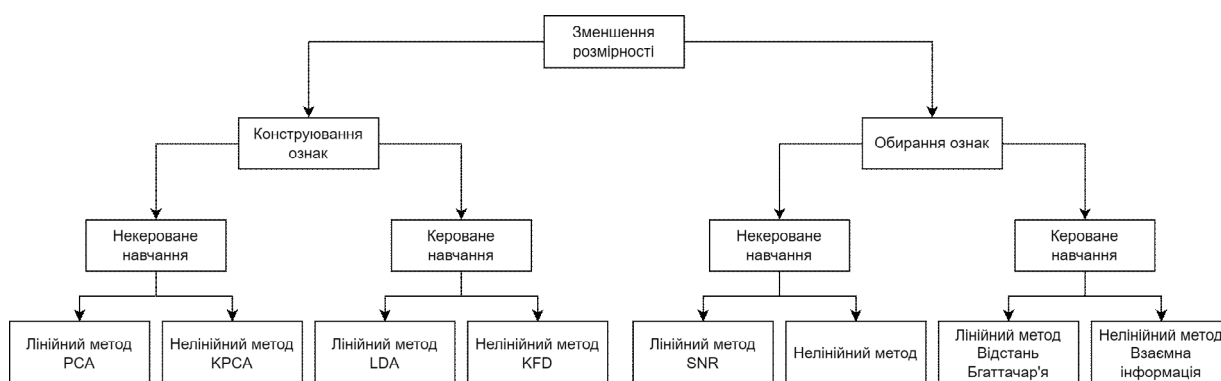 Зменшення
розмірності
Конструювання
ознак
Обирання ознак
Некероване
навчання
Кероване
навчання
Некероване
навчання
Кероване
навчання
Лінійний метод
PCA
Нелінійний метод
KPCA
Лінійний метод
LDA
Нелінійний метод
KFD
Лінійний метод
SNR
Нелінійний метод
Лінійний метод
Відстань
Бгаттачар'я
Нелінійний метод
Взаємна
інформація